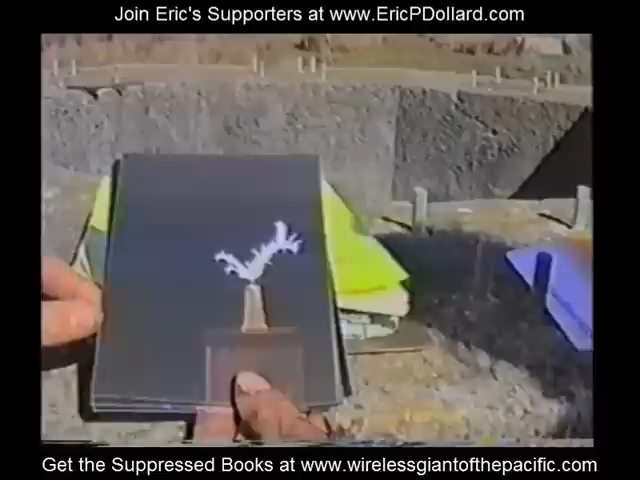 Join Eric's Supporters at www.EricPDollard.com
Get the Suppressed Books at www.wirelessgiantofthepacific.com